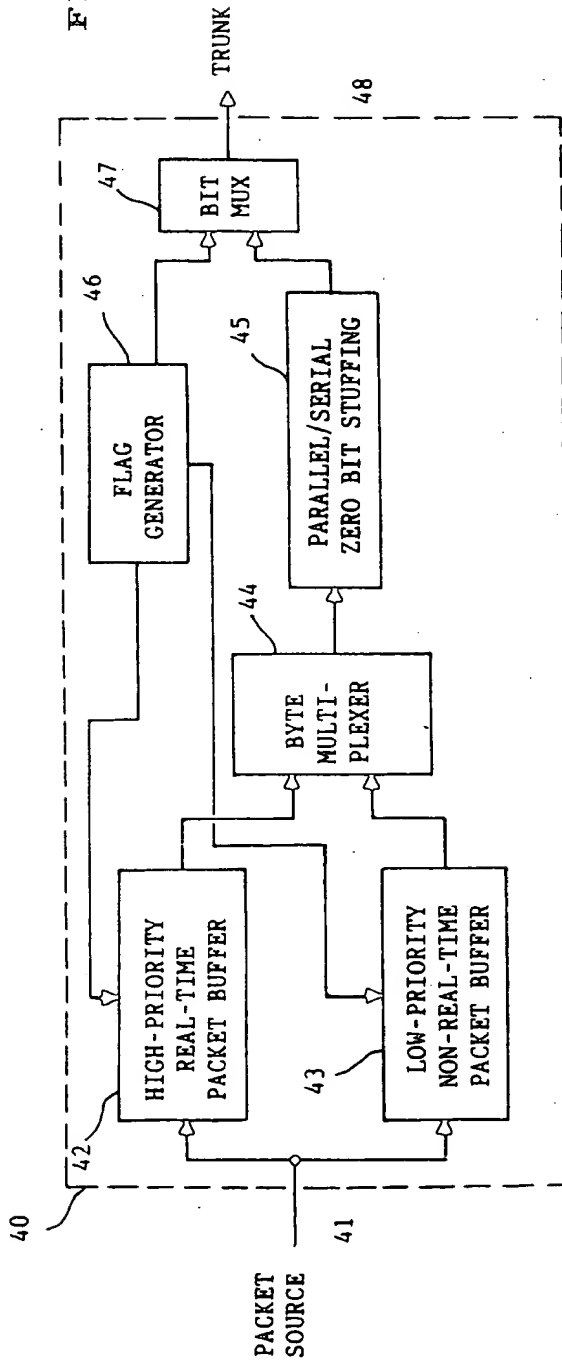 F
40
PACKET
SOURCE
41
42
HIGH-PRIORITY
REAL-TIME
PACKET BUFFER
43
LOW-PRIORITY
NON-REAL-TIME
PACKET BUFFER
44
BYTE
MULTI-
PLEXER
46
FLAG
GENERATOR
45
PARALLEL/SERIAL
ZERO BIT STUFFING
47
BIT
MUX
TRUNK
48